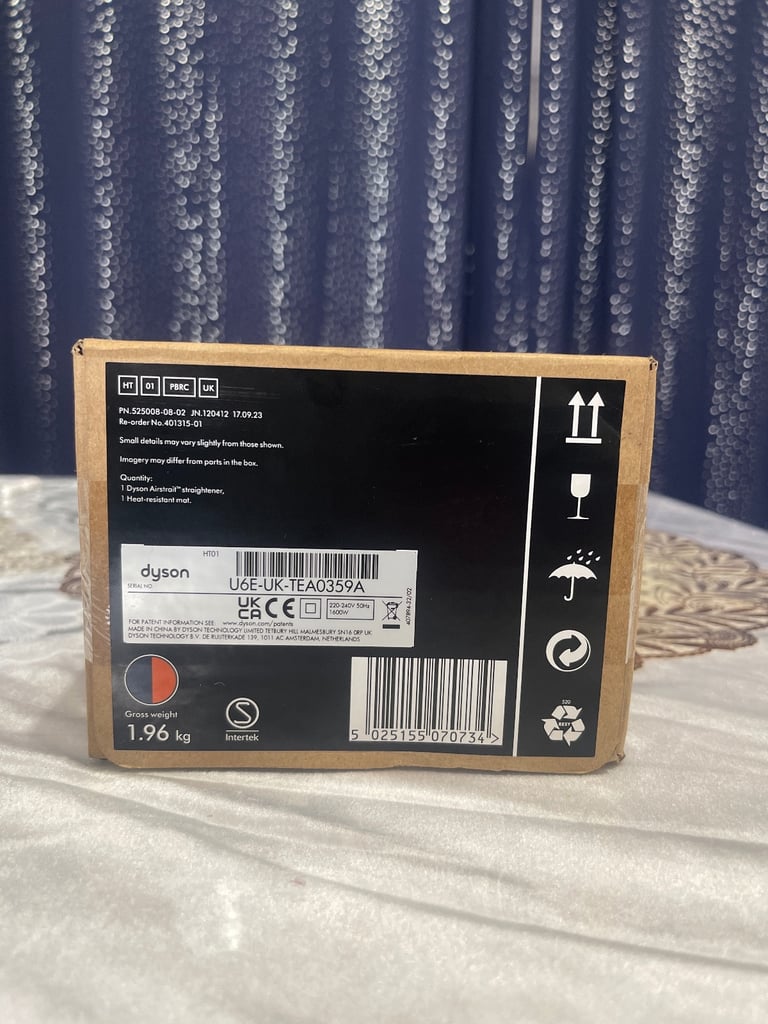 HT 01 PBRC UK
PN.525008-08-02 JN.120412 17.09.23
Re-order No.401315-01
Small details may vary slightly from those shown.
Imagery may differ from parts in the box.
Quantity:
1 Dyson Airstrait™ straightener,
1 Heat-resistant mat.
HT01
dyson
SERIAL NO.
U6E-UK-TEA0359A
UK
CA CE
220-240V 50Hz
1600W
407894-22/02
FOR PATENT INFORMATION SEE: www.dyson.com/patents
MADE IN CHINA BY DYSON TECHNOLOGY LIMITED TETBURY HILL MALMESBURY SN16 0RP UK
DYSON TECHNOLOGY B.V. DE RUIJTERKADE 139, 1011 AC AMSTERDAM, NETHERLANDS
Gross weight
1.96 kg
S
Intertek
5 025155 070734 >
S20
RESY